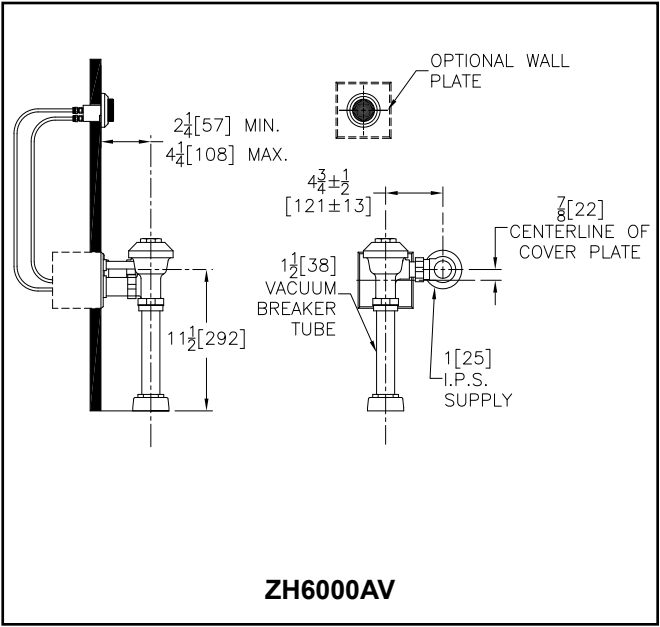 OPTIONAL WALL
PLATE
2¼[57] MIN.
4¼[108] MAX.
4¾±½
[121±13]
⅞[22]
CENTERLINE OF
COVER PLATE
1½[38]
VACUUM
BREAKER
TUBE
11½[292]
1[25]
I.P.S.
SUPPLY
ZH6000AV